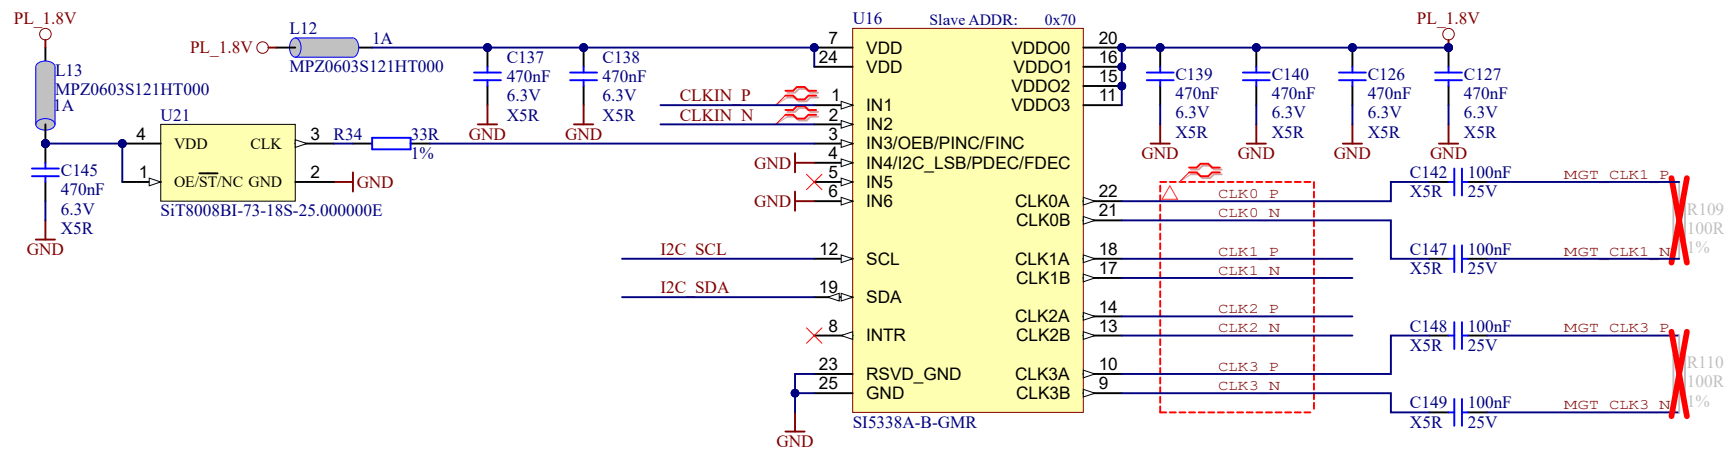 PL_1.8V
L13
MPZ0603S121HT000
1A
C145
470nF
6.3V
X5R
GND
U21
4
VDD
CLK
3
1
OE/ST/NC
GND
2
GND
SiT8008BI-73-18S-25.000000E
R34
33R
1%
PL_1.8V
L12
1A
MPZ0603S121HT000
C137
470nF
6.3V
X5R
GND
C138
470nF
6.3V
X5R
GND
CLKIN_P
CLKIN_N
GND
GND
I2C_SCL
I2C_SDA
GND
U16
Slave ADDR: 0x70
7
VDD
24
VDD
1
IN1
2
IN2
3
IN3/OEB/PINC/FINC
4
IN4/I2C_LSB/PDEC/FDEC
5
IN5
6
IN6
12
SCL
19
SDA
8
INTR
23
RSVD_GND
25
GND
VDDO0
20
VDDO1
16
VDDO2
15
VDDO3
11
CLK0A
22
CLK0B
21
CLK1A
18
CLK1B
17
CLK2A
14
CLK2B
13
CLK3A
10
CLK3B
9
SI5338A-B-GMR
PL_1.8V
C139
470nF
6.3V
X5R
GND
C140
470nF
6.3V
X5R
GND
C126
470nF
6.3V
X5R
GND
C127
470nF
6.3V
X5R
GND
CLK0_P
CLK0_N
CLK1_P
CLK1_N
CLK2_P
CLK2_N
CLK3_P
CLK3_N
C142
100nF
X5R
25V
MGT_CLK1_P
C147
100nF
X5R
25V
MGT_CLK1_N
R109
100R
1%
C148
100nF
X5R
25V
MGT_CLK3_P
C149
100nF
X5R
25V
MGT_CLK3_N
R110
100R
1%